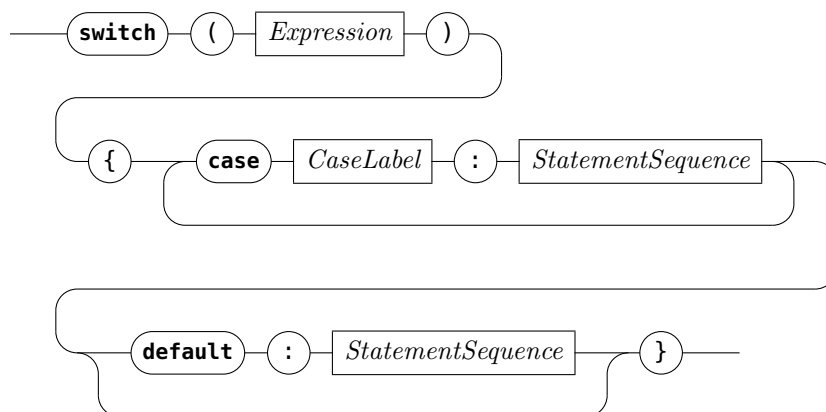 switch ( Expression )
{ case CaseLabel : StatementSequence
default : StatementSequence }